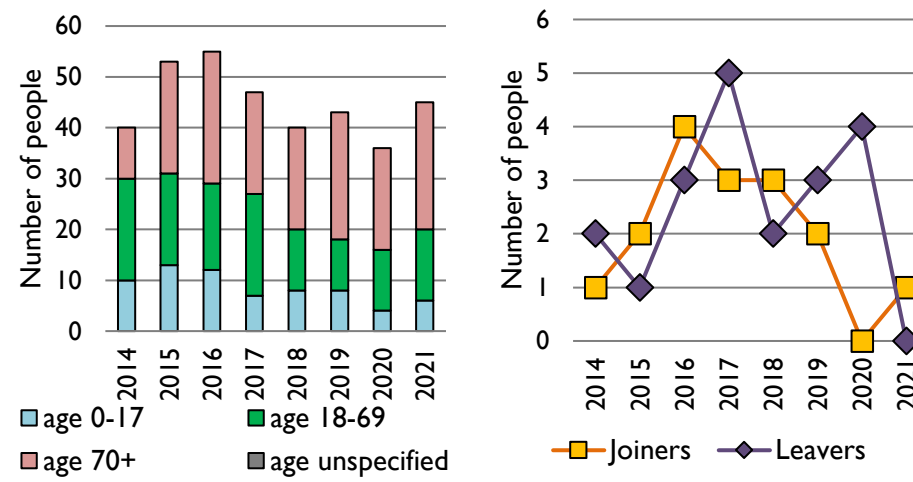 Number of people
60
50
40
30
20
10
0
2014 2015 2016 2017 2018 2019 2020 2021
age 0-17 age 18-69
age 70+ age unspecified
Number of people
6
5
4
3
2
1
0
2014 2015 2016 2017 2018 2019 2020 2021
Joiners Leavers